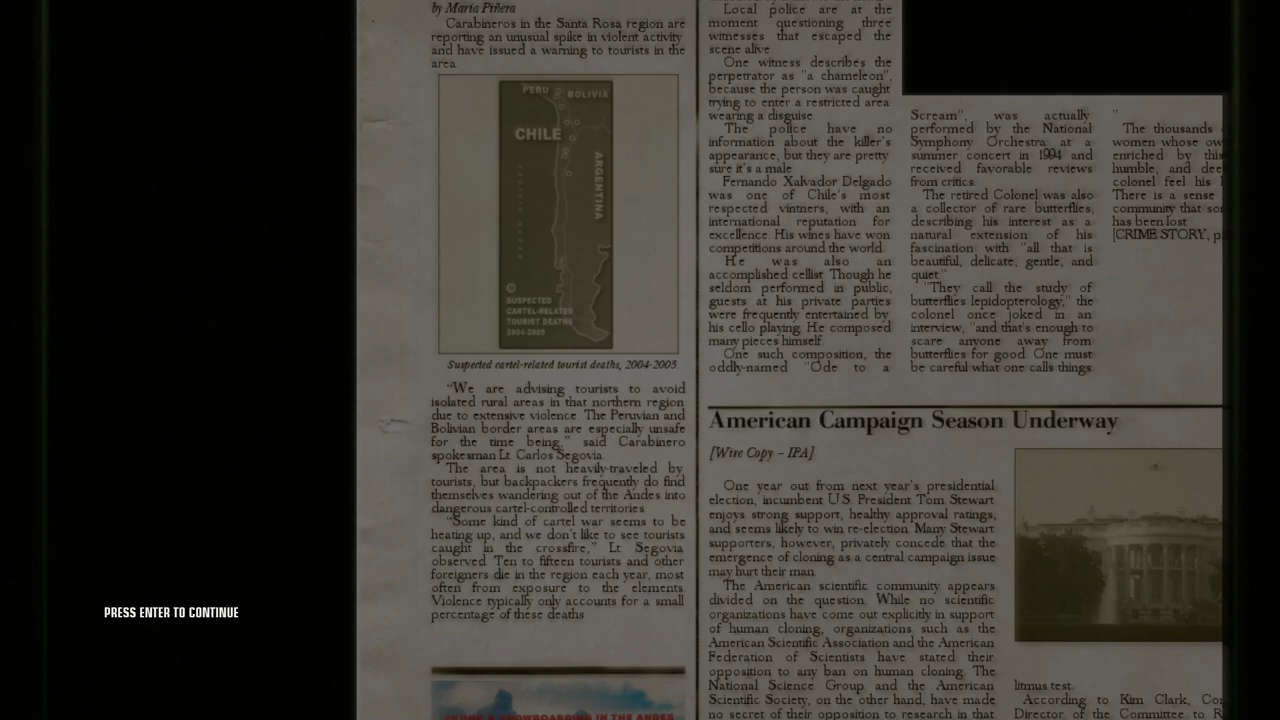 by Maria Piñera
Carabineros in the Santa Rosa region are
reporting an unusual spike in violent activity
and have issued a warning to tourists in the
area.
PERU
BOLIVIA
CHILE
ARGENTINA
SUSPECTED
CARTEL-RELATED
TOURIST DEATHS
2004-2005
Suspected cartel-related tourist deaths, 2004-2005
"We are advising tourists to avoid
isolated rural areas in that northern region
due to extensive violence. The Peruvian and
Bolivian border areas are especially unsafe
for the time being," said Carabinero
spokesman Lt. Carlos Segovia.
The area is not heavily-traveled by
tourists, but backpackers frequently do find
themselves wandering out of the Andes into
dangerous cartel-controlled territories.
"Some kind of cartel war seems to be
heating up, and we don't like to see tourists
caught in the crossfire," Lt. Segovia
observed. Ten to fifteen tourists and other
foreigners die in the region each year, most
often from exposure to the elements.
Violence typically only accounts for a small
percentage of these deaths.
SNOWBOARDING IN THE ANDES
Local police are at the
moment questioning three
witnesses that escaped the
scene alive.
One witness describes the
perpetrator as "a chameleon",
because the person was caught
trying to enter a restricted area
wearing a disguise.
The police have no
information about the killer's
appearance, but they are pretty
sure it's a male.
Fernando Xalvador Delgado
was one of Chile's most
respected vintners, with an
international reputation for
excellence. His wines have won
competitions around the world.
He was also an
accomplished cellist. Though he
seldom performed in public,
guests at his private parties
were frequently entertained by
his cello playing. He composed
many pieces himself.
One such composition, the
oddly-named "Ode to a
Scream", was actually
performed by the National
Symphony Orchestra at a
summer concert in 1994 and
received favorable reviews
from critics.
The retired Colonel was also
a collector of rare butterflies,
describing his interest as a
natural extension of his
fascination with "all that is
beautiful, delicate, gentle, and
quiet."
"They call the study of
butterflies lepidopterology," the
colonel once joked in an
interview, "and that's enough to
scare anyone away from
butterflies for good. One must
be careful what one calls things.
"
The thousands
women whose ow
enriched by this
humble, and dee
colonel feel his l
There is a sense
community that so
has been lost.
[CRIME STORY, p
American Campaign Season Underway
[Wire Copy – IPA]
One year out from next year's presidential
election, incumbent U.S. President Tom Stewart
enjoys strong support, healthy approval ratings,
and seems likely to win re-election. Many Stewart
supporters, however, privately concede that the
emergence of cloning as a central campaign issue
may hurt their man.
The American scientific community appears
divided on the question. While no scientific
organizations have come out explicitly in support
of human cloning, organizations such as the
American Scientific Association and the American
Federation of Scientists have stated their
opposition to any ban on human cloning. The
National Science Group and the American
Scientific Society, on the other hand, have made
no secret of their opposition to research in that
litmus test.
According to Kim Clark, Co
Director of the Committee
PRESS ENTER TO CONTINUE